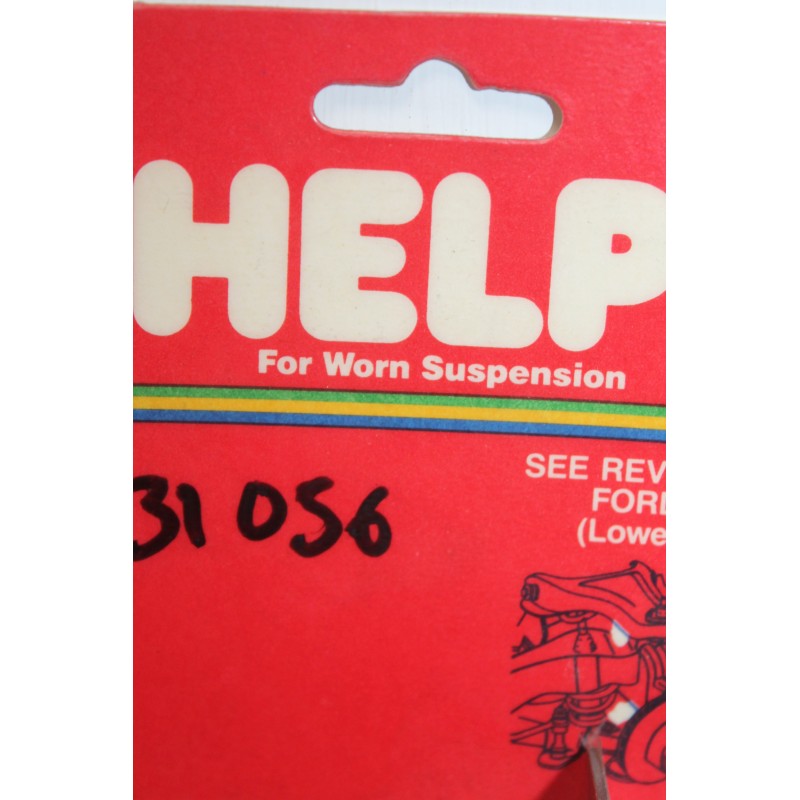 HELP
For Worn Suspension
31 056
SEE REV
FORD
(Lowe